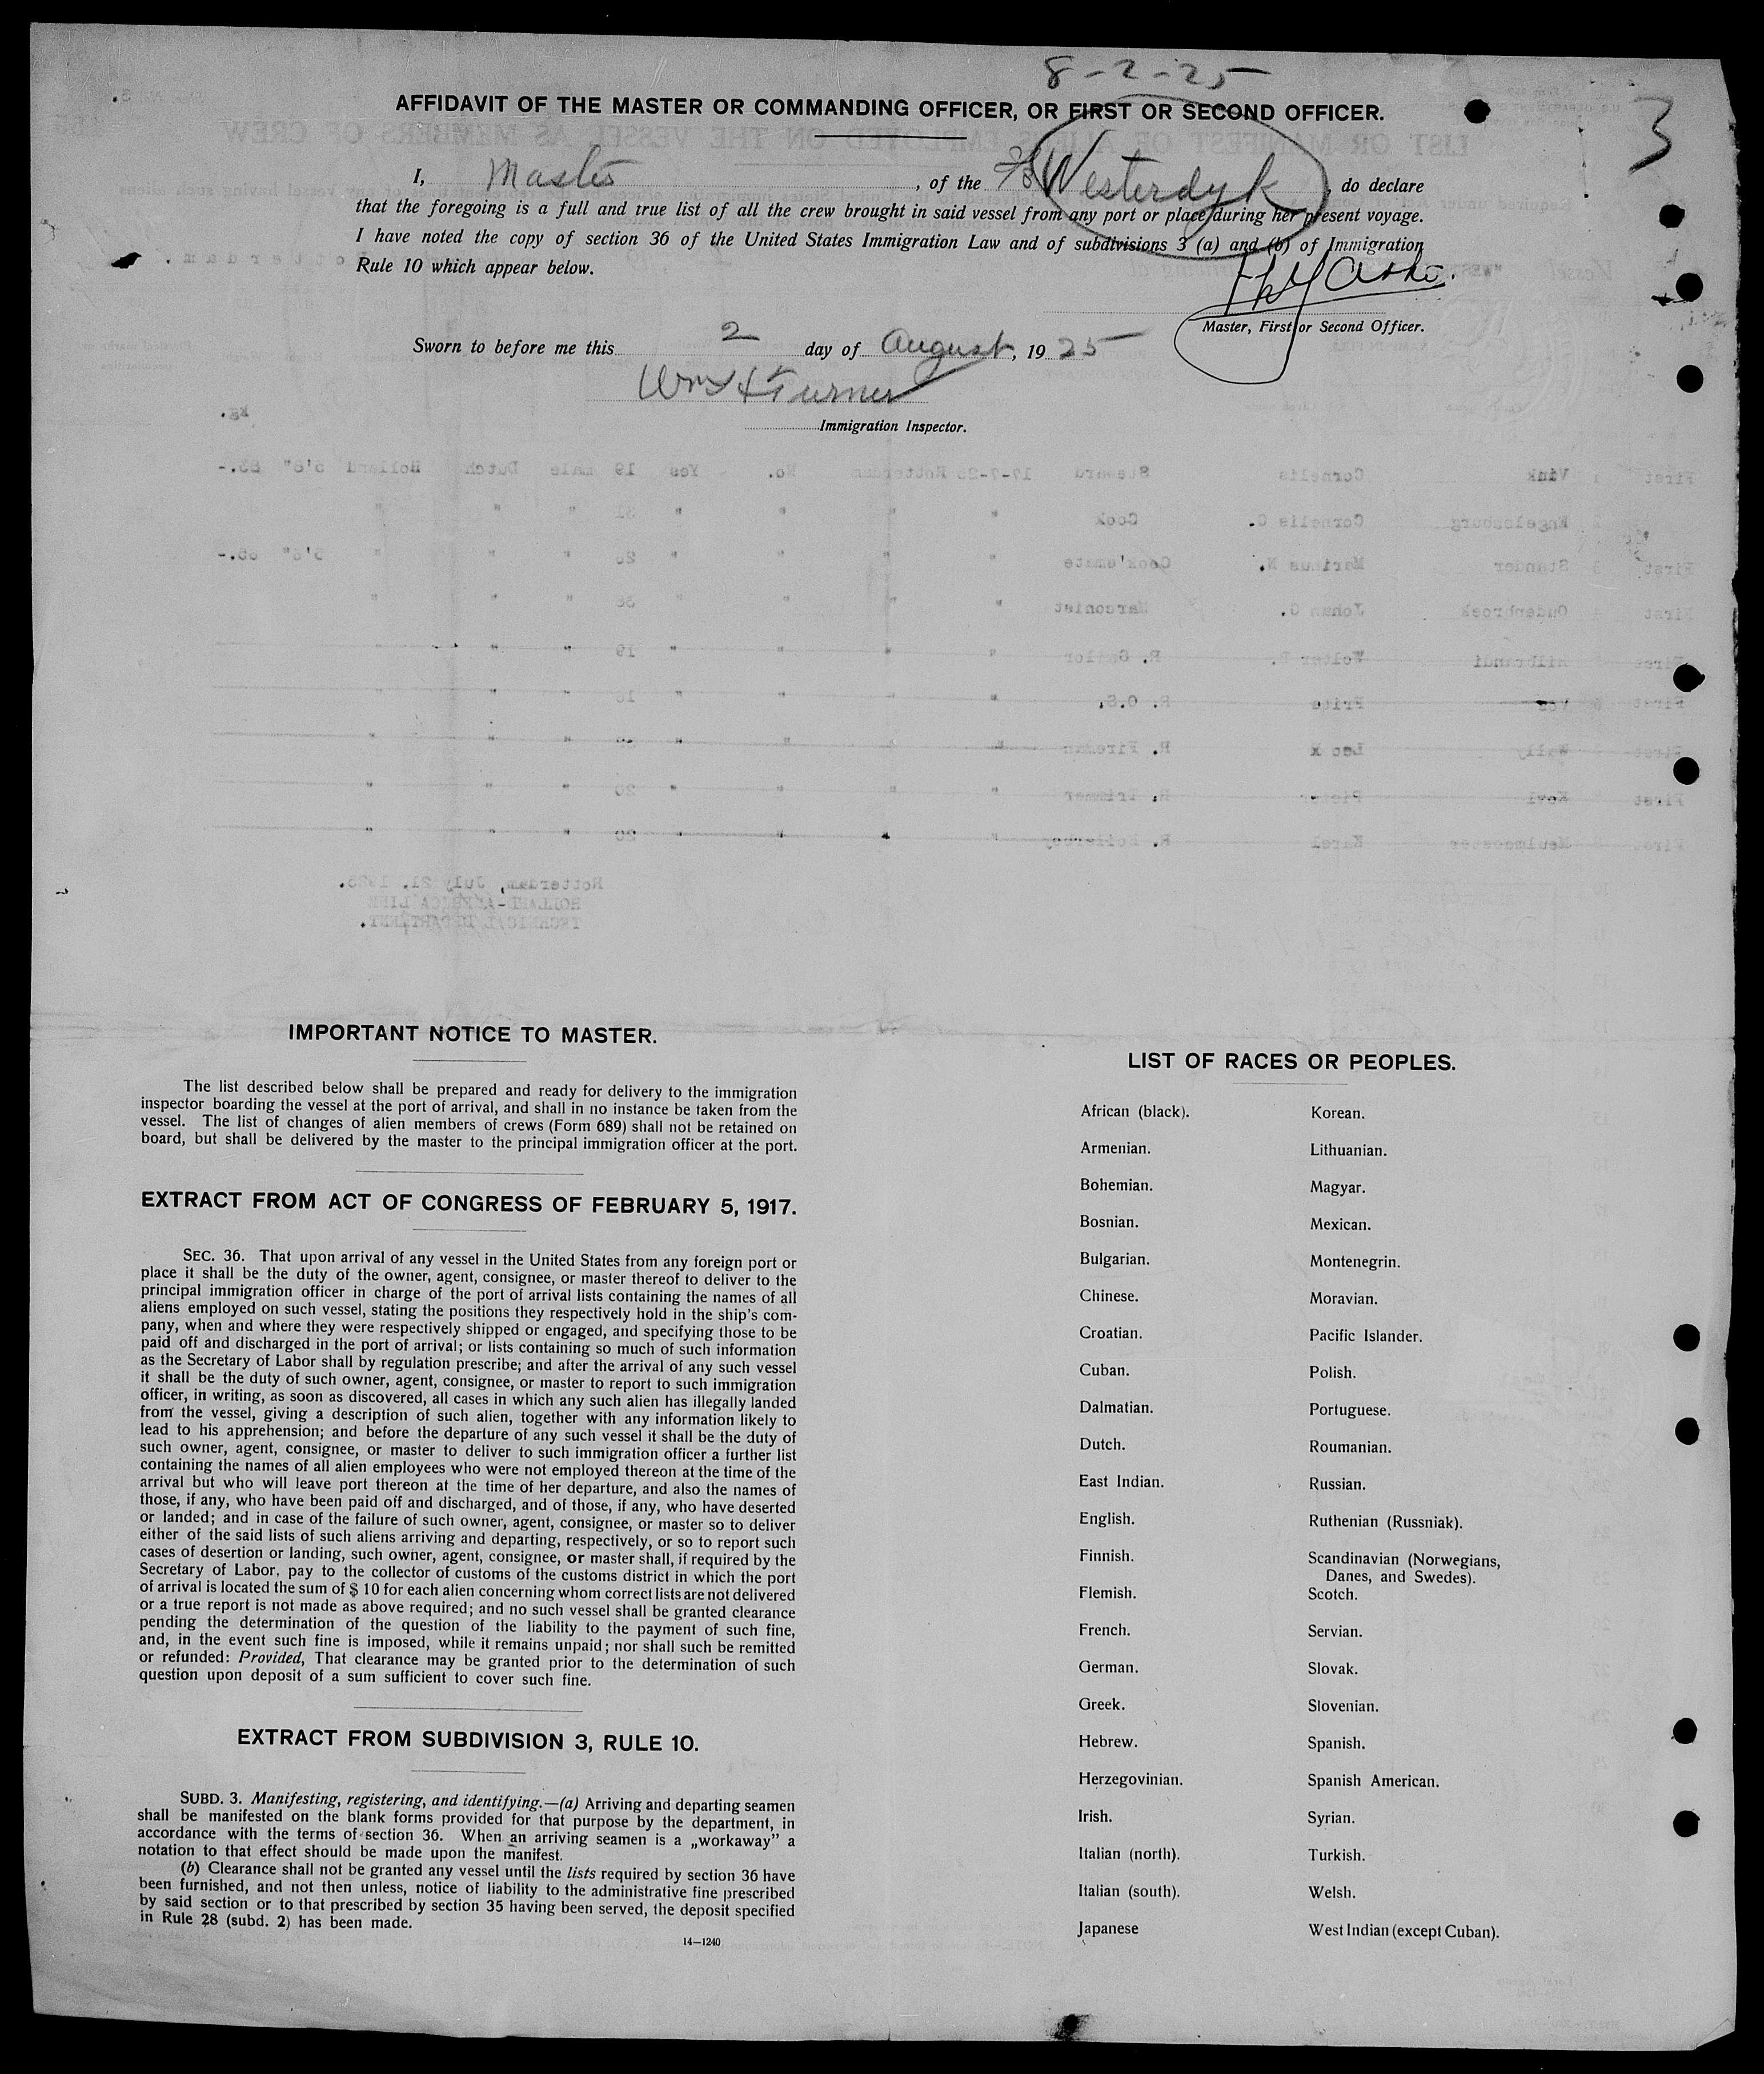 8-2-25
AFFIDAVIT OF THE MASTER OR COMMANDING OFFICER, OR FIRST OR SECOND OFFICER.
3
I, Master, of the S/S Westerdyk, do declare
that the foregoing is a full and true list of all the crew brought in said vessel from any port or place during her present voyage.
I have noted the copy of section 36 of the United States Immigration Law and of subdivisions 3 (a) and (b) of Immigration
Rule 10 which appear below.
Master, First or Second Officer.
Sworn to before me this 2 day of August, 1925
Wm H Turner
Immigration Inspector.
IMPORTANT NOTICE TO MASTER.
The list described below shall be prepared and ready for delivery to the immigration
inspector boarding the vessel at the port of arrival, and shall in no instance be taken from the
vessel. The list of changes of alien members of crews (Form 689) shall not be retained on
board, but shall be delivered by the master to the principal immigration officer at the port.
EXTRACT FROM ACT OF CONGRESS OF FEBRUARY 5, 1917.
SEC. 36. That upon arrival of any vessel in the United States from any foreign port or
place it shall be the duty of the owner, agent, consignee, or master thereof to deliver to the
principal immigration officer in charge of the port of arrival lists containing the names of all
aliens employed on such vessel, stating the positions they respectively hold in the ship's com-
pany, when and where they were respectively shipped or engaged, and specifying those to be
paid off and discharged in the port of arrival; or lists containing so much of such information
as the Secretary of Labor shall by regulation prescribe; and after the arrival of any such vessel
it shall be the duty of such owner, agent, consignee, or master to report to such immigration
officer, in writing, as soon as discovered, all cases in which any such alien has illegally landed
from the vessel, giving a description of such alien, together with any information likely to
lead to his apprehension; and before the departure of any such vessel it shall be the duty of
such owner, agent, consignee, or master to deliver to such immigration officer a further list
containing the names of all alien employees who were not employed thereon at the time of the
arrival but who will leave port thereon at the time of her departure, and also the names of
those, if any, who have been paid off and discharged, and of those, if any, who have deserted
or landed; and in case of the failure of such owner, agent, consignee, or master so to deliver
either of the said lists of such aliens arriving and departing, respectively, or so to report such
cases of desertion or landing, such owner, agent, consignee, or master shall, if required by the
Secretary of Labor, pay to the collector of customs of the customs district in which the port
of arrival is located the sum of $ 10 for each alien concerning whom correct lists are not delivered
or a true report is not made as above required; and no such vessel shall be granted clearance
pending the determination of the question of the liability to the payment of such fine,
and, in the event such fine is imposed, while it remains unpaid; nor shall such be remitted
or refunded: Provided, That clearance may be granted prior to the determination of such
question upon deposit of a sum sufficient to cover such fine.
EXTRACT FROM SUBDIVISION 3, RULE 10.
SUBD. 3. Manifesting, registering, and identifying.—(a) Arriving and departing seamen
shall be manifested on the blank forms provided for that purpose by the department, in
accordance with the terms of section 36. When an arriving seamen is a „workaway” a
notation to that effect should be made upon the manifest.
(b) Clearance shall not be granted any vessel until the lists required by section 36 have
been furnished, and not then unless, notice of liability to the administrative fine prescribed
by said section or to that prescribed by section 35 having been served, the deposit specified
in Rule 28 (subd. 2) has been made.
14—1240
LIST OF RACES OR PEOPLES.
African (black).
Armenian.
Bohemian.
Bosnian.
Bulgarian.
Chinese.
Croatian.
Cuban.
Dalmatian.
Dutch.
East Indian.
English.
Finnish.
Flemish.
French.
German.
Greek.
Hebrew.
Herzegovinian.
Irish.
Italian (north).
Italian (south).
Japanese
Korean.
Lithuanian.
Magyar.
Mexican.
Montenegrin.
Moravian.
Pacific Islander.
Polish.
Portuguese.
Roumanian.
Russian.
Ruthenian (Russniak).
Scandinavian (Norwegians,
Danes, and Swedes).
Scotch.
Servian.
Slovak.
Slovenian.
Spanish.
Spanish American.
Syrian.
Turkish.
Welsh.
West Indian (except Cuban).